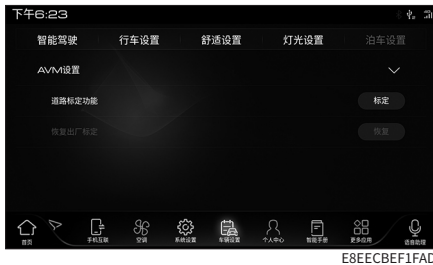 下午6:23
智能驾驶 行车设置 舒适设置 灯光设置 泊车设置
AVM设置
道路标定功能 标定
恢复出厂标定 恢复
首页 手机互联 空调 系统设置 车辆设置 个人中心 智能手册 更多应用 语音助理
E8EECBEF1FAD